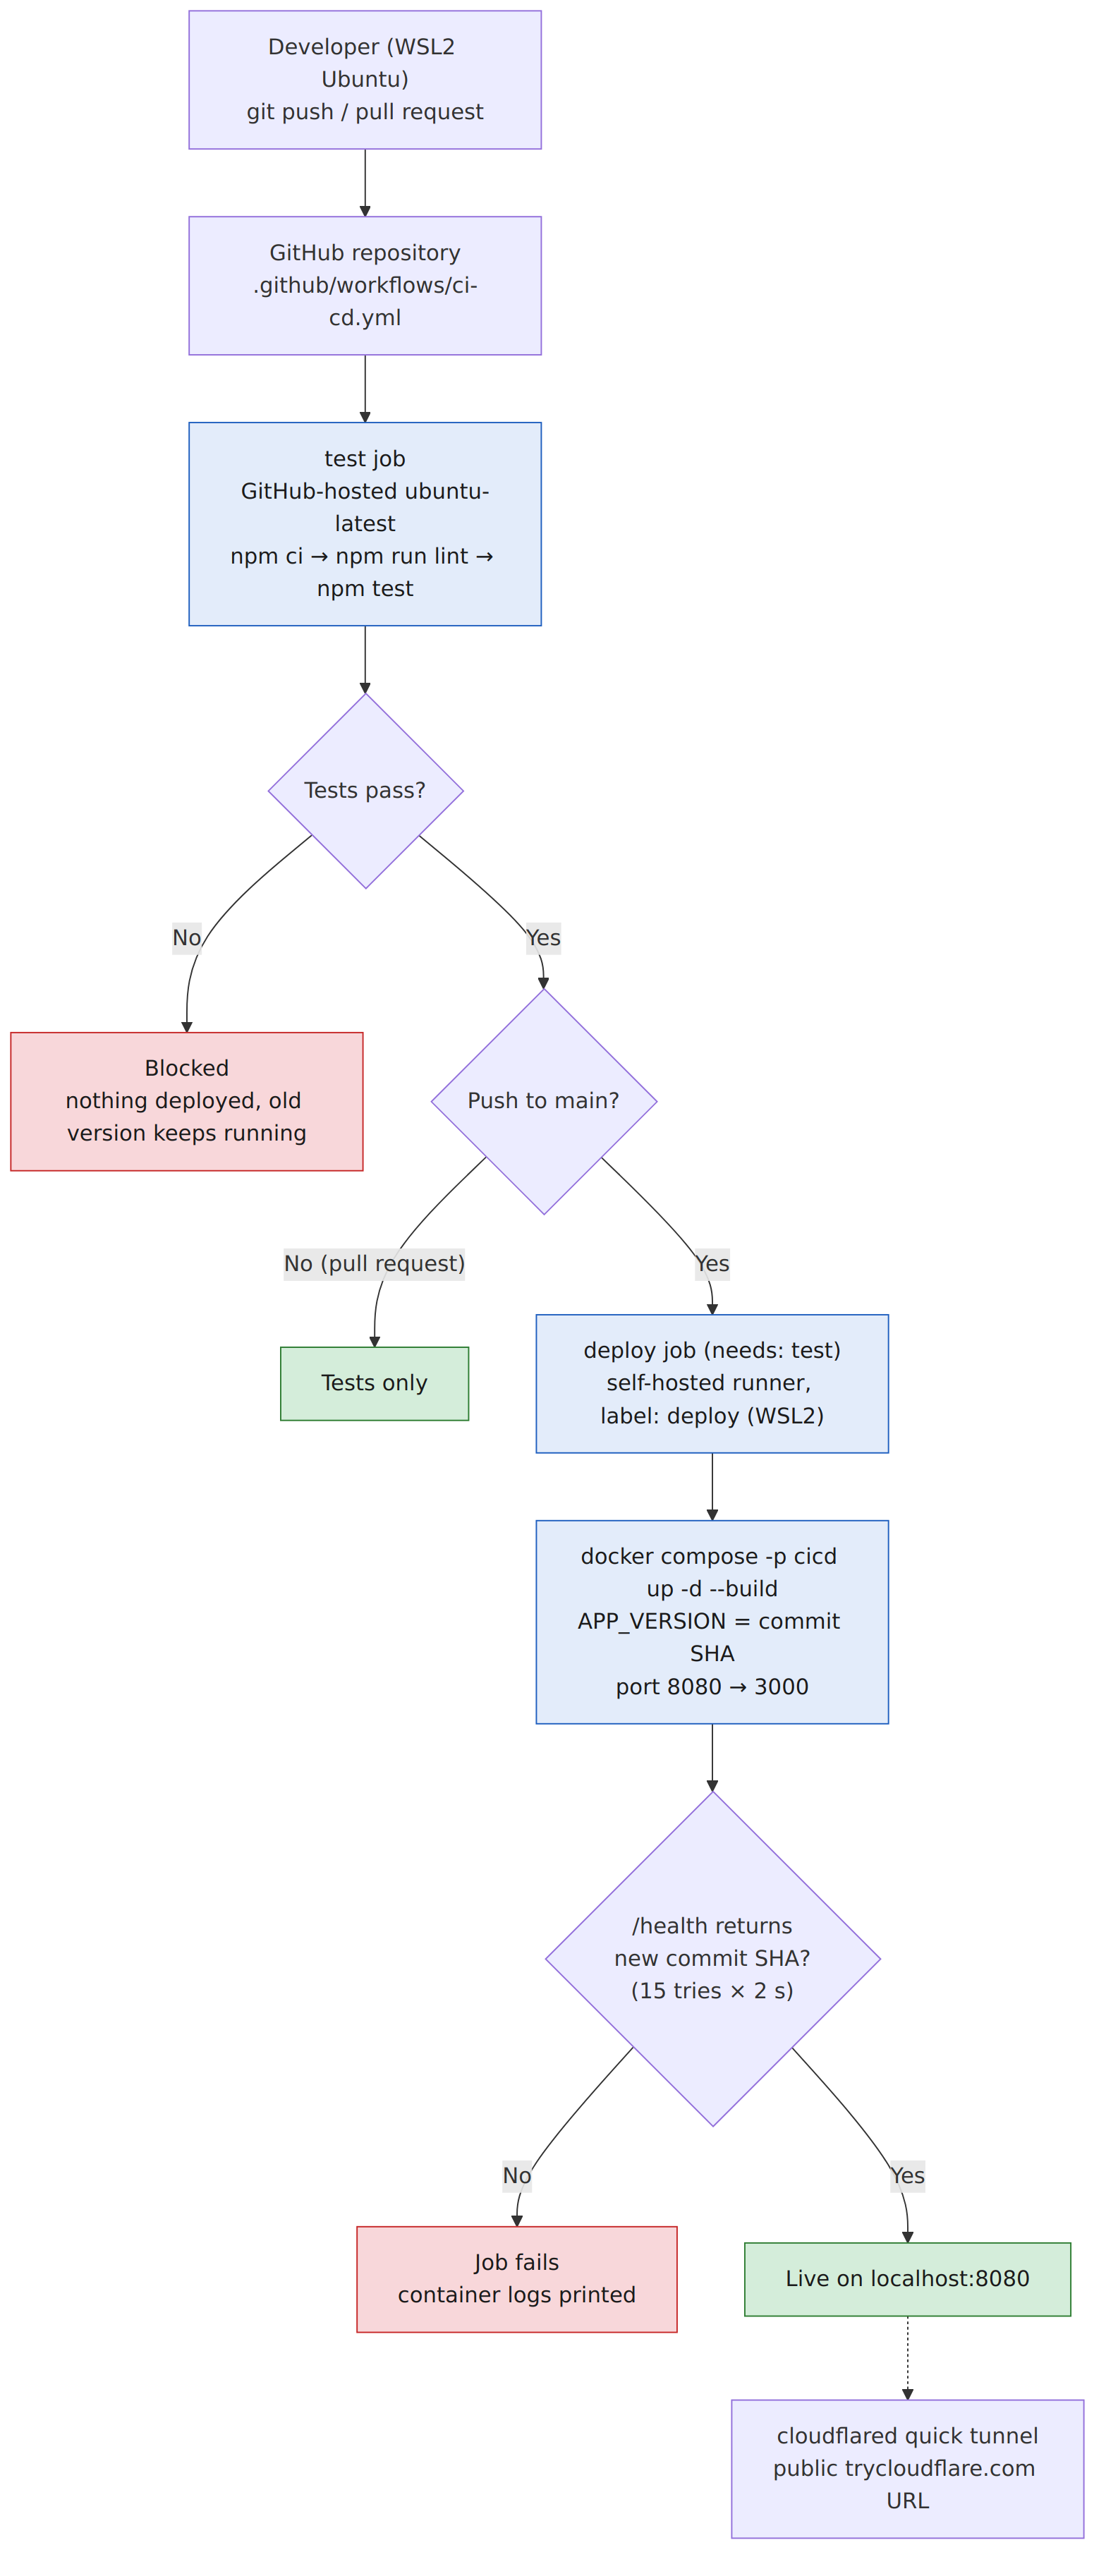 Developer (WSL2
Ubuntu)
git push / pull request
GitHub repository
.github/workflows/ci-
cd.yml
test job
GitHub-hosted ubuntu-
latest
npm ci → npm run lint →
npm test
Tests pass?
No
Yes
Blocked
nothing deployed, old
version keeps running
Push to main?
No (pull request)
Yes
Tests only
deploy job (needs: test)
self-hosted runner,
label: deploy (WSL2)
docker compose -p cicd
up -d --build
APP_VERSION = commit
SHA
port 8080 → 3000
/health returns
new commit SHA?
(15 tries × 2 s)
No
Yes
Job fails
container logs printed
Live on localhost:8080
cloudflared quick tunnel
public trycloudflare.com
URL